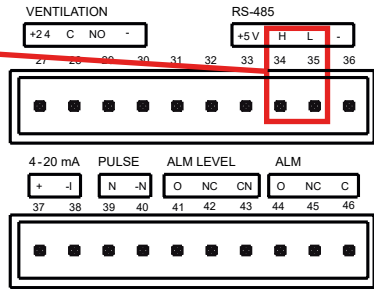 VENTILATION RS-485
+24 C NO - +5V H L -
27 28 29 30 31 32 33 34 35 36
4-20 mA PULSE ALM LEVEL ALM
+ -I N -N O NC CN O NC C
37 38 39 40 41 42 43 44 45 46